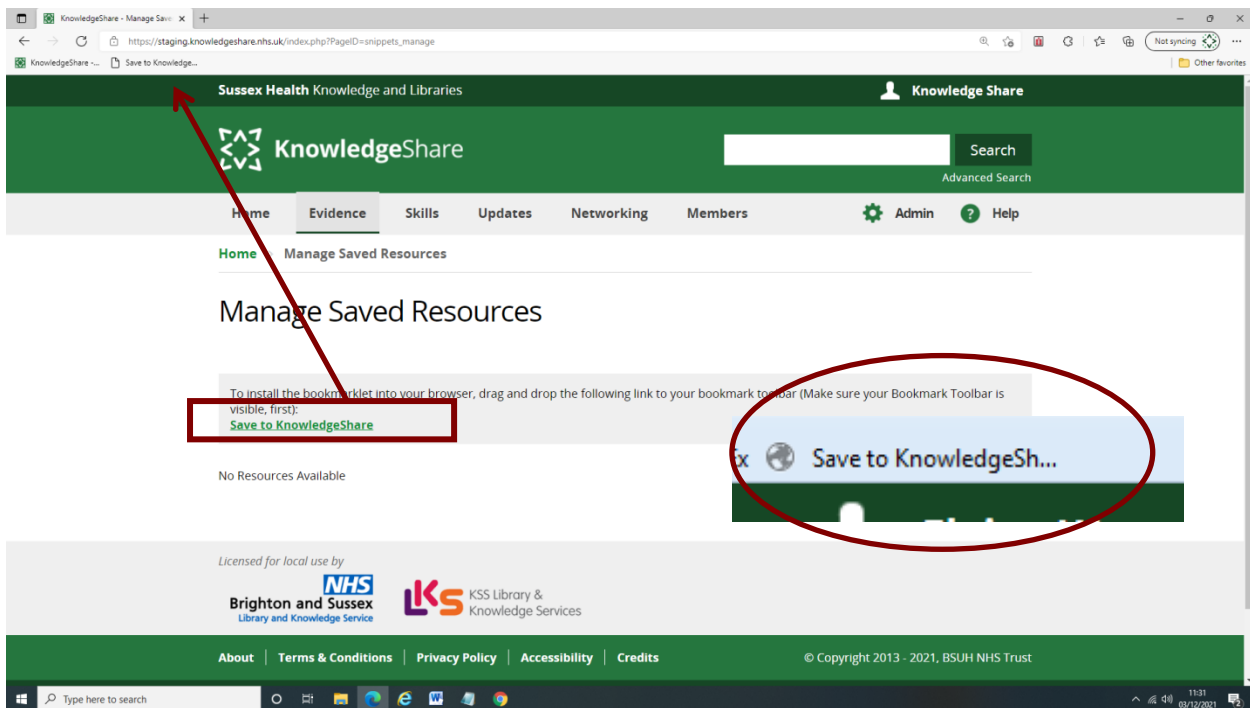 KnowledgeShare - Manage Save
https://staging.knowledgeshare.nhs.uk/index.php?PageID=snippets_manage
Not syncing
KnowledgeShare -...
Save to Knowledge...
Other favorites
Sussex Health Knowledge and Libraries
Knowledge Share
KnowledgeShare
Search
Advanced Search
Home Evidence Skills Updates Networking Members Admin Help
Home Manage Saved Resources
Manage Saved Resources
To install the bookmarklet into your browser, drag and drop the following link to your bookmark toolbar (Make sure your Bookmark Toolbar is
visible, first):
Save to KnowledgeShare
Save to KnowledgeSh...
No Resources Available
Licensed for local use by
NHS
Brighton and Sussex
Library and Knowledge Service
LKS
KSS Library &
Knowledge Services
About | Terms & Conditions | Privacy Policy | Accessibility | Credits
© Copyright 2013 - 2021, BSUH NHS Trust
Type here to search
11:31
03/12/2021